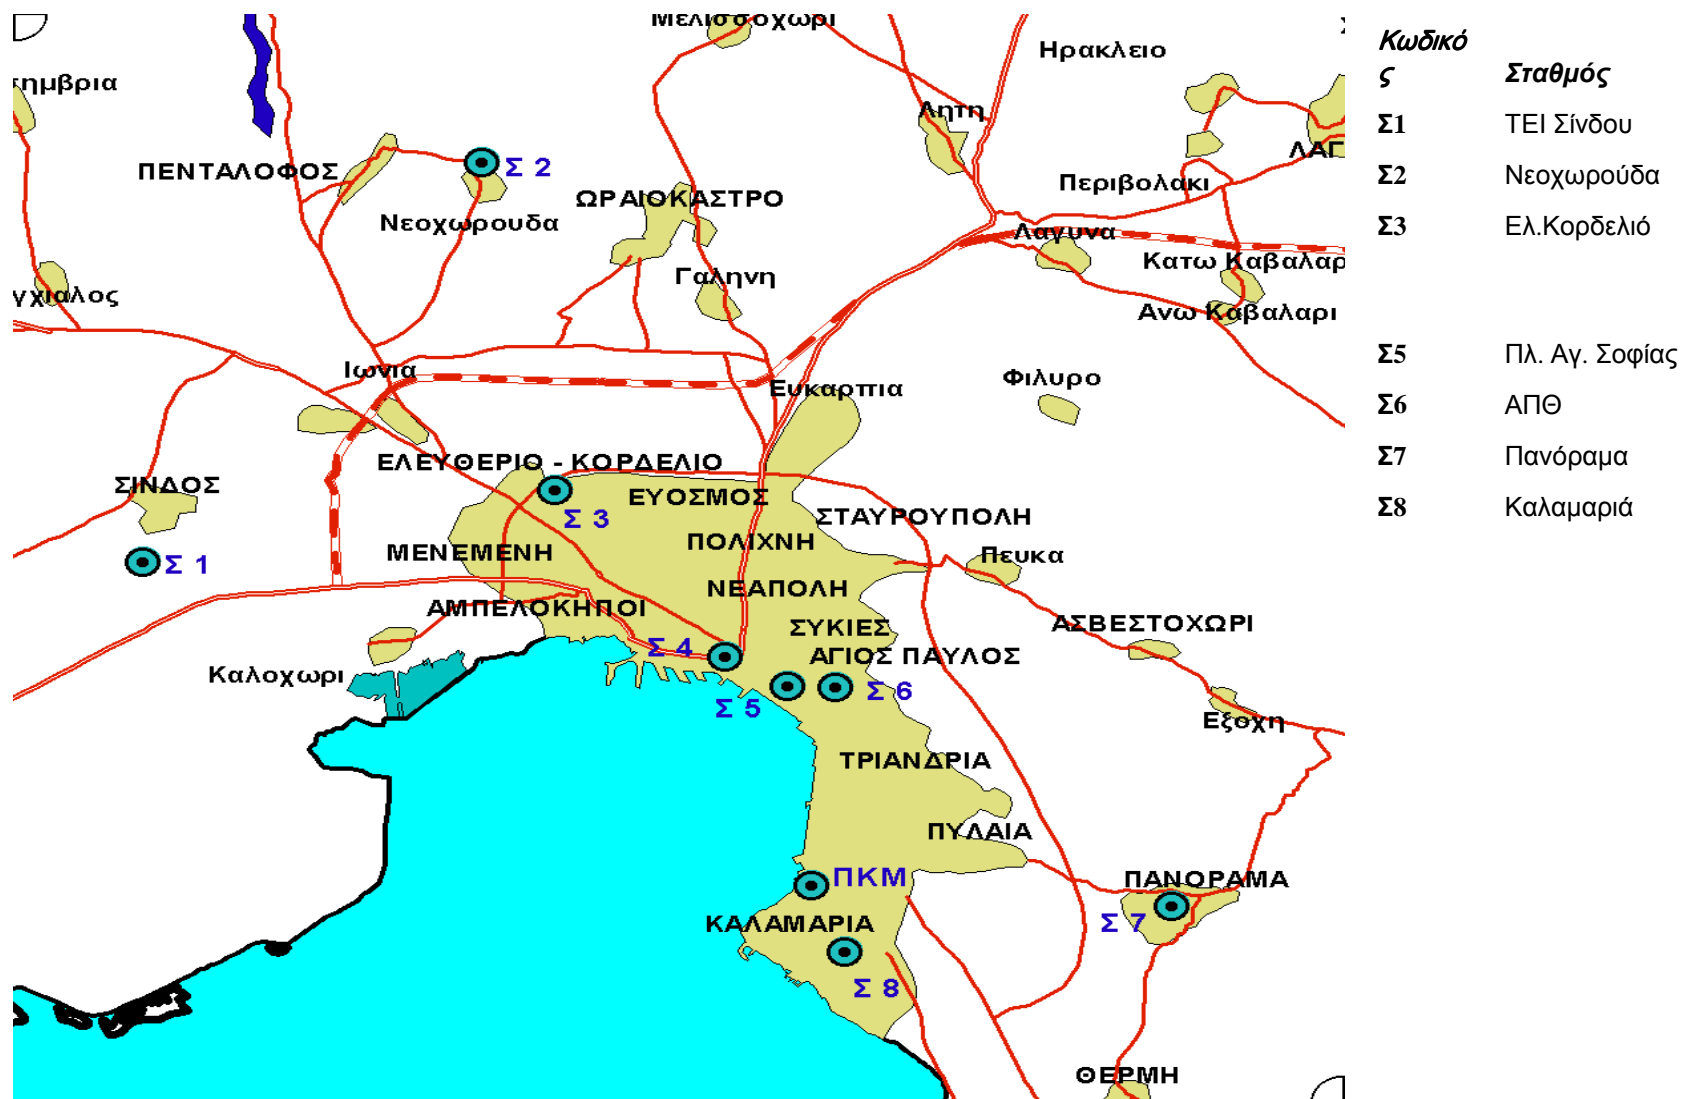 Μελισσοχωρι
Ηρακλειο
ημβρια
Λητη
ΛΑΓ
ΠΕΝΤΑΛΟΦΟΣ
Σ 2
Περιβολακι
ΩΡΑΙΟΚΑΣΤΡΟ
Νεοχωρουδα
Λαγυνα
Κατω Καβαλαρ
Γαληνη
γχιαλος
Ανω Καβαλαρι
Ιωνια
Ευκαρπια
Φιλυρο
ΕΛΕΥΘΕΡΙΟ - ΚΟΡΔΕΛΙΟ
ΣΙΝΔΟΣ
ΕΥΟΣΜΟΣ
Σ 3
ΣΤΑΥΡΟΥΠΟΛΗ
ΠΟΛΙΧΝΗ
ΜΕΝΕΜΕΝΗ
Πευκα
Σ 1
ΝΕΑΠΟΛΗ
ΑΜΠΕΛΟΚΗΠΟΙ
ΣΥΚΙΕΣ
ΑΣΒΕΣΤΟΧΩΡΙ
Σ 4
ΑΓΙΟΣ ΠΑΥΛΟΣ
Καλοχωρι
Σ 6
Σ 5
Εξοχη
ΤΡΙΑΝΔΡΙΑ
ΠΥΛΑΙΑ
ΠΚΜ
ΠΑΝΟΡΑΜΑ
ΚΑΛΑΜΑΡΙΑ
Σ 7
Σ 8
ΘΕΡΜΗ
Κωδικό
ς Σταθμός
Σ1 ΤΕΙ Σίνδου
Σ2 Νεοχωρούδα
Σ3 Ελ.Κορδελιό
Σ5 Πλ. Αγ. Σοφίας
Σ6 ΑΠΘ
Σ7 Πανόραμα
Σ8 Καλαμαριά